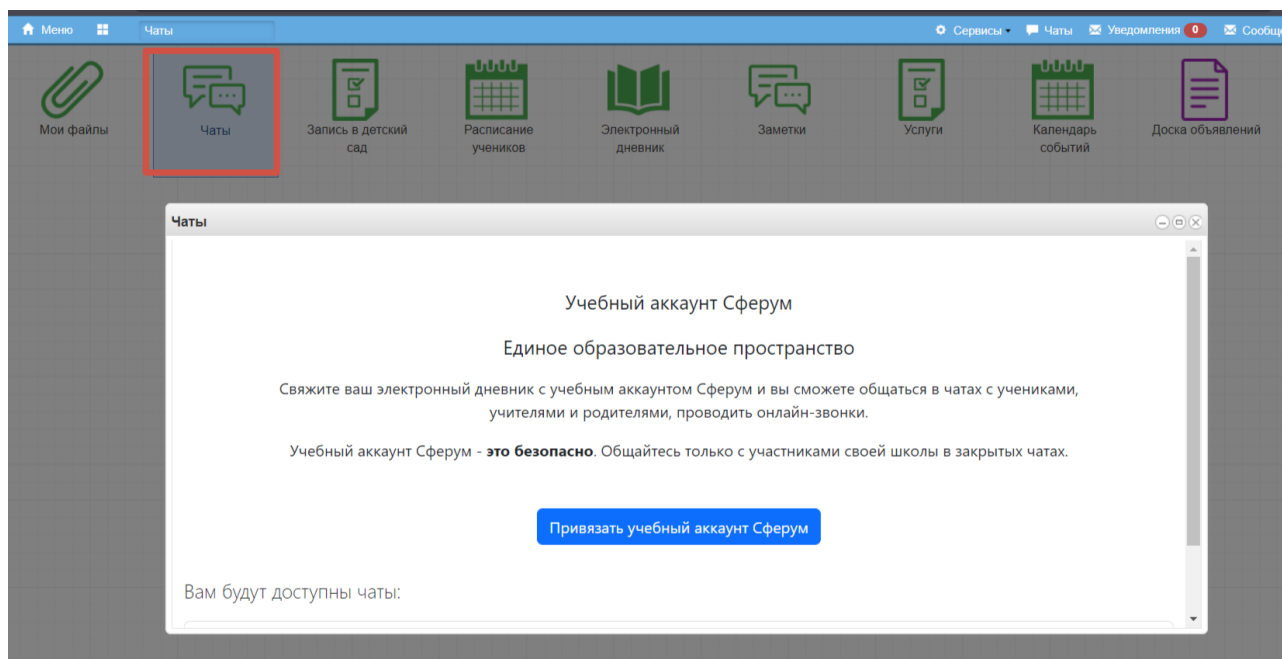 Меню
Чаты
Сервисы
Чаты
Уведомления 0
Мои файлы
Чаты
Запись в детский
сад
Расписание
учеников
Электронный
дневник
Заметки
Услуги
Календарь
событий
Доска объявлений
Чаты
Учебный аккаунт Сферум
Единое образовательное пространство
Свяжите ваш электронный дневник с учебным аккаунтом Сферум и вы сможете общаться в чатах с учениками,
учителями и родителями, проводить онлайн-звонки.
Учебный аккаунт Сферум - это безопасно. Общайтесь только с участниками своей школы в закрытых чатах.
Привязать учебный аккаунт Сферум
Вам будут доступны чаты: